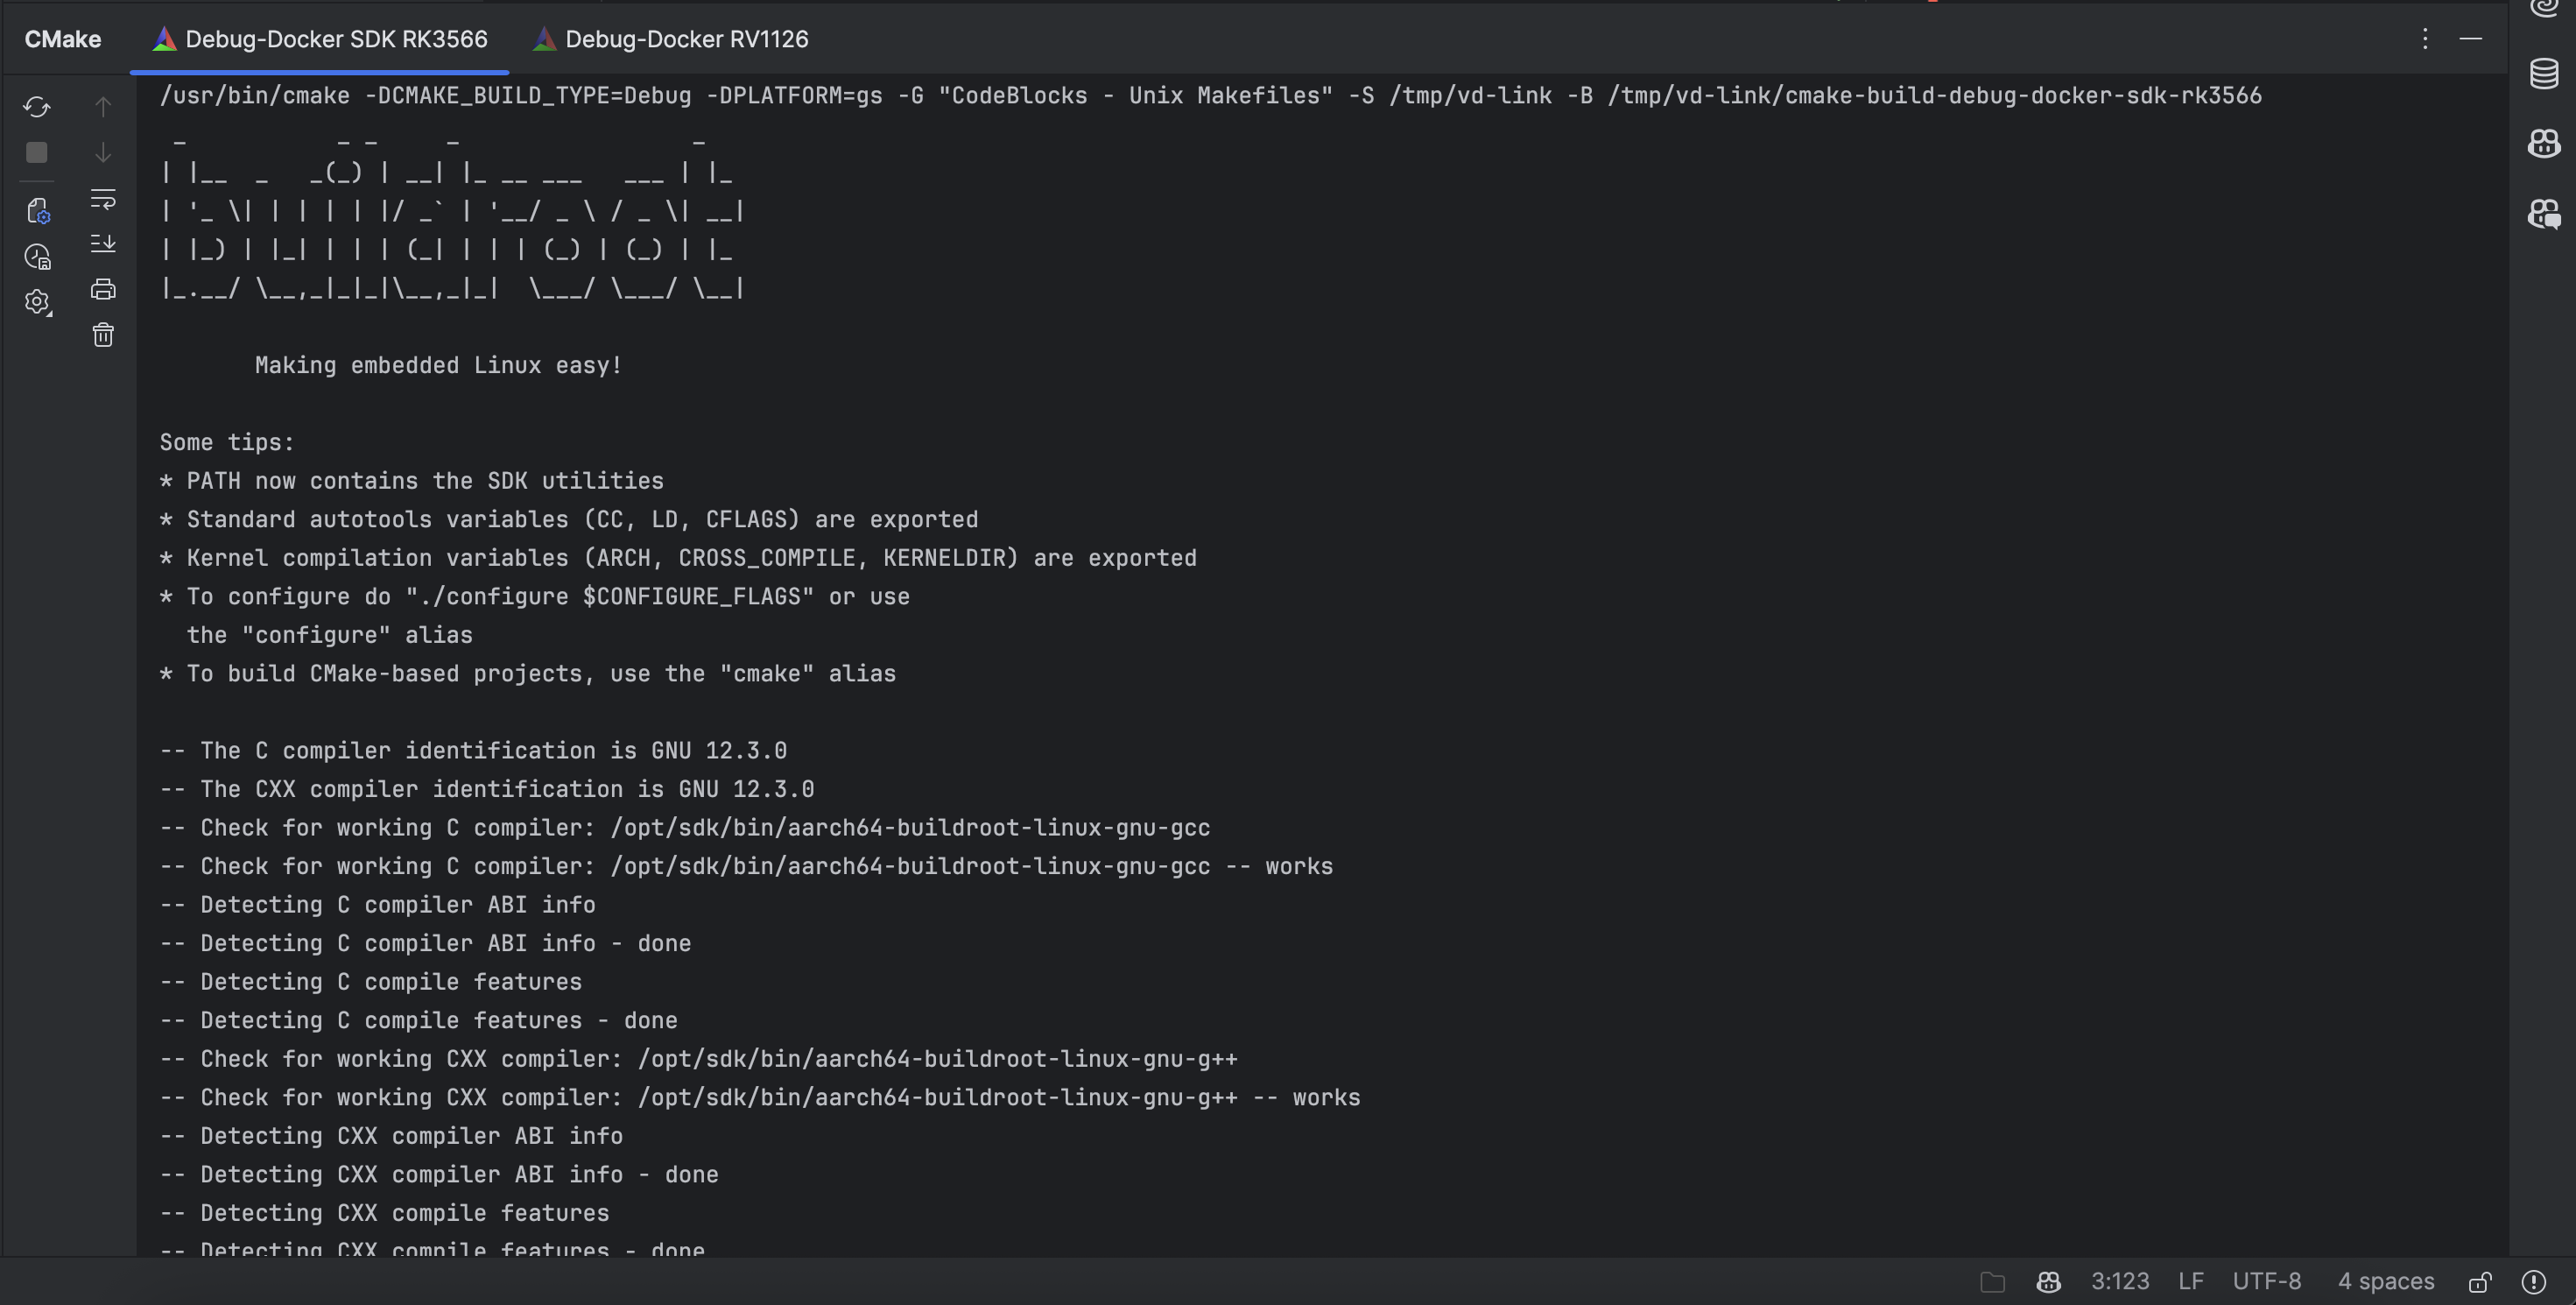 CMake Debug-Docker SDK RK3566 Debug-Docker RV1126
/usr/bin/cmake -DCMAKE_BUILD_TYPE=Debug -DPLATFORM=gs -G "CodeBlocks - Unix Makefiles" -S /tmp/vd-link -B /tmp/vd-link/cmake-build-debug-docker-sdk-rk3566
 _           _ _     _                 _
| |__  _   _(_) | __| |_ __ ___   ___ | |_
| '_ \| | | | | |/ _` | '__/ _ \ / _ \| __|
| |_) | |_| | | | (_| | | | (_) | (_) | |_
|_.__/ \__,_|_|_|\__,_|_|  \___/ \___/ \__|
       Making embedded Linux easy!
Some tips:
* PATH now contains the SDK utilities
* Standard autotools variables (CC, LD, CFLAGS) are exported
* Kernel compilation variables (ARCH, CROSS_COMPILE, KERNELDIR) are exported
* To configure do "./configure $CONFIGURE_FLAGS" or use
  the "configure" alias
* To build CMake-based projects, use the "cmake" alias
-- The C compiler identification is GNU 12.3.0
-- The CXX compiler identification is GNU 12.3.0
-- Check for working C compiler: /opt/sdk/bin/aarch64-buildroot-linux-gnu-gcc
-- Check for working C compiler: /opt/sdk/bin/aarch64-buildroot-linux-gnu-gcc -- works
-- Detecting C compiler ABI info
-- Detecting C compiler ABI info - done
-- Detecting C compile features
-- Detecting C compile features - done
-- Check for working CXX compiler: /opt/sdk/bin/aarch64-buildroot-linux-gnu-g++
-- Check for working CXX compiler: /opt/sdk/bin/aarch64-buildroot-linux-gnu-g++ -- works
-- Detecting CXX compiler ABI info
-- Detecting CXX compiler ABI info - done
-- Detecting CXX compile features
-- Detecting CXX compile features - done
3:123 LF UTF-8 4 spaces